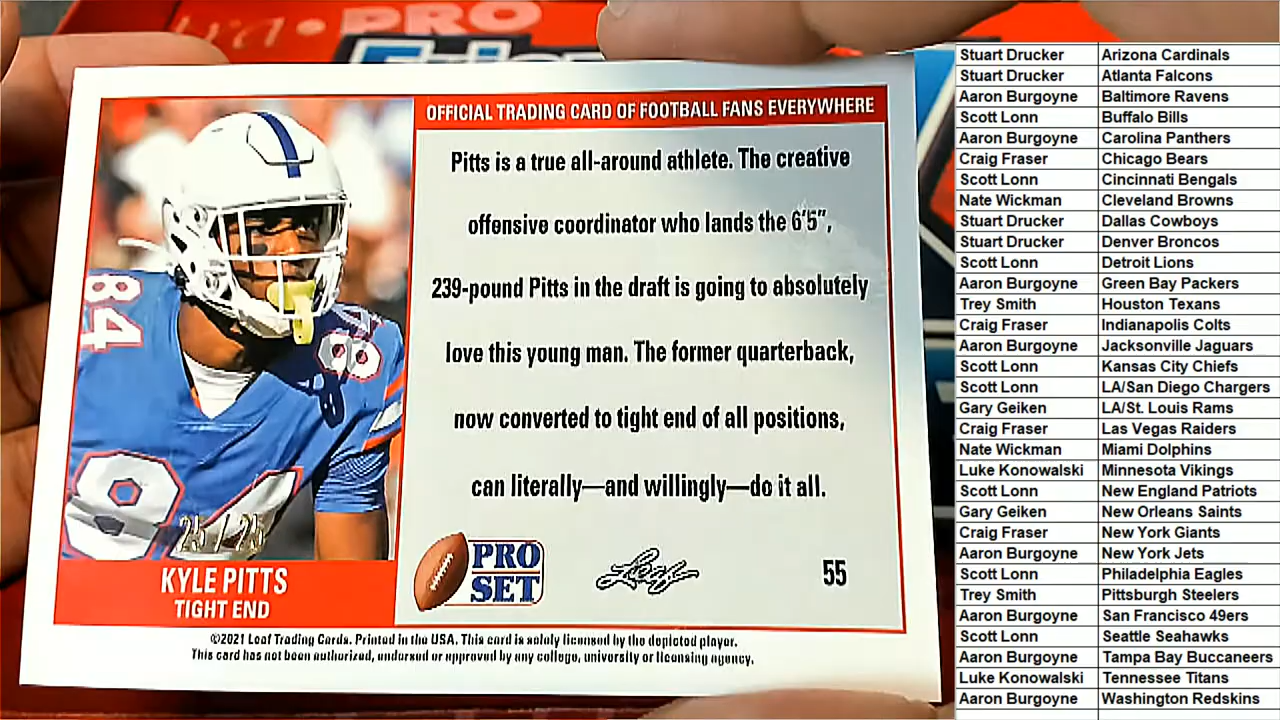 PRO
OFFICIAL TRADING CARD OF FOOTBALL FANS EVERYWHERE
Pitts is a true all-around athlete. The creative
offensive coordinator who lands the 6'5",
239-pound Pitts in the draft is going to absolutely
love this young man. The former quarterback,
now converted to tight end of all positions,
can literally—and willingly—do it all.
84
8
84
25/25
KYLE PITTS
TIGHT END
PRO
SET
Leaf
55
©2021 Leaf Trading Cards. Printed in the USA. This card is solely licensed by the depicted player.
This card has not been authorized, endorsed or approved by any college, university or licensing agency.
Stuart Drucker Arizona Cardinals
Stuart Drucker Atlanta Falcons
Aaron Burgoyne Baltimore Ravens
Scott Lonn Buffalo Bills
Aaron Burgoyne Carolina Panthers
Craig Fraser Chicago Bears
Scott Lonn Cincinnati Bengals
Nate Wickman Cleveland Browns
Stuart Drucker Dallas Cowboys
Stuart Drucker Denver Broncos
Scott Lonn Detroit Lions
Aaron Burgoyne Green Bay Packers
Trey Smith Houston Texans
Craig Fraser Indianapolis Colts
Aaron Burgoyne Jacksonville Jaguars
Scott Lonn Kansas City Chiefs
Scott Lonn LA/San Diego Chargers
Gary Geiken LA/St. Louis Rams
Craig Fraser Las Vegas Raiders
Nate Wickman Miami Dolphins
Luke Konowalski Minnesota Vikings
Scott Lonn New England Patriots
Gary Geiken New Orleans Saints
Craig Fraser New York Giants
Aaron Burgoyne New York Jets
Scott Lonn Philadelphia Eagles
Trey Smith Pittsburgh Steelers
Aaron Burgoyne San Francisco 49ers
Scott Lonn Seattle Seahawks
Aaron Burgoyne Tampa Bay Buccaneers
Luke Konowalski Tennessee Titans
Aaron Burgoyne Washington Redskins